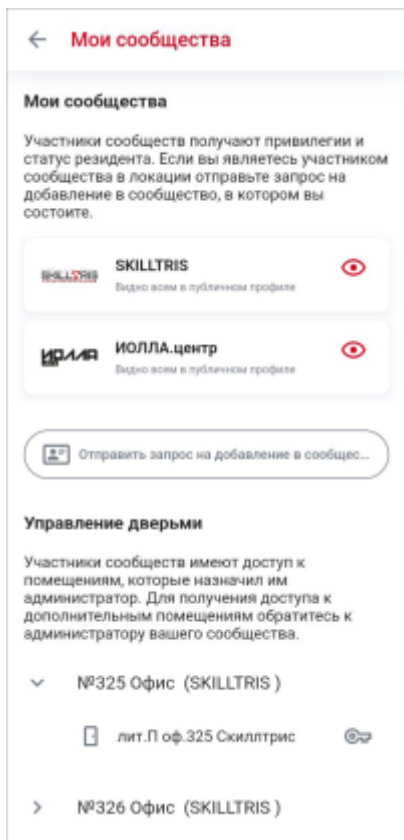 Мои сообщества
Мои сообщества
Участники сообществ получают привилегии и
статус резидента. Если вы являетесь участником
сообщества в локации отправьте запрос на
добавление в сообщество, в котором вы
состоите.
SKILLTRIS
SKILLTRIS
Видно всем в публичном профиле
ИОЛЛА
ИОЛЛА.центр
Видно всем в публичном профиле
Отправить запрос на добавление в сообщес...
Управление дверьми
Участники сообществ имеют доступ к
помещениям, которые назначил им
администратор. Для получения доступа к
дополнительным помещениям обратитесь к
администратору вашего сообщества.
№325 Офис (SKILLTRIS )
лит.П оф.325 Скиллтрис
№326 Офис (SKILLTRIS )